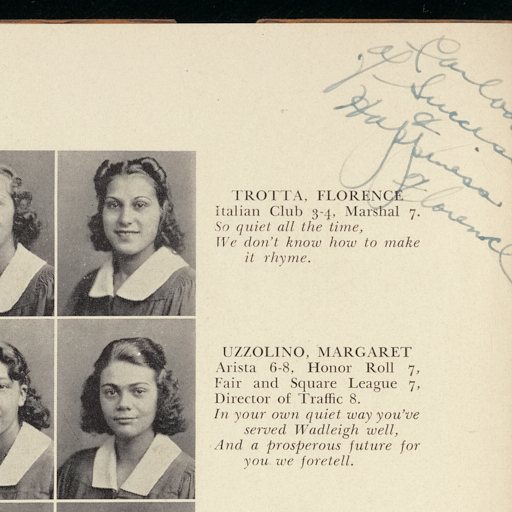 Success
&
Happiness
Florence
TROTTA, FLORENCE
Italian Club 3-4, Marshal 7.
So quiet all the time,
We don't know how to make
it rhyme.
UZZOLINO, MARGARET
Arista 6-8, Honor Roll 7,
Fair and Square League 7,
Director of Traffic 8.
In your own quiet way you've
served Wadleigh well,
And a prosperous future for
you we foretell.